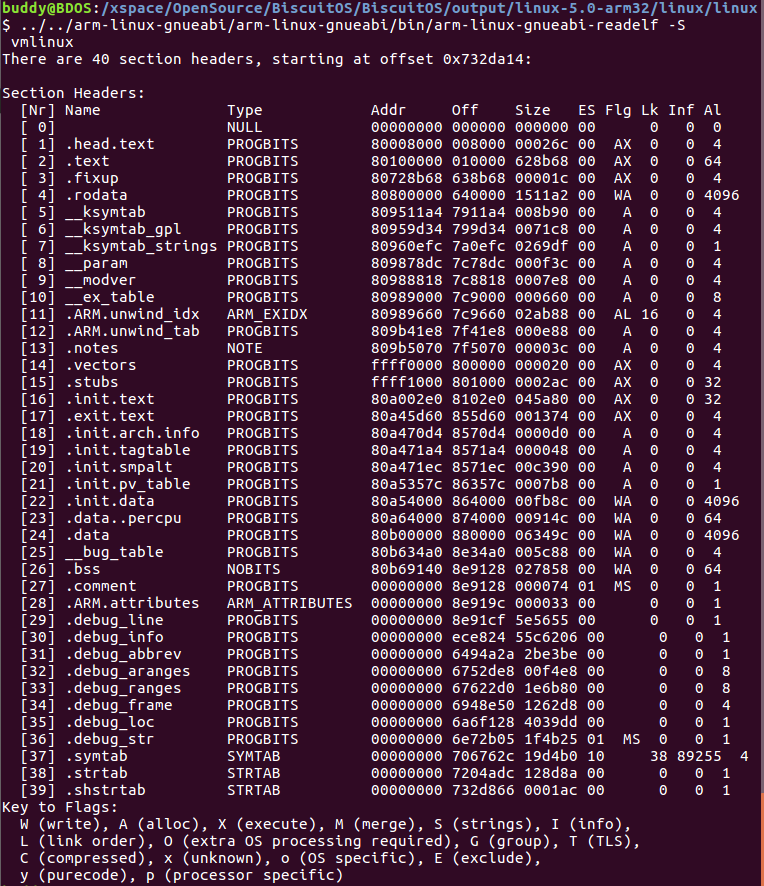 buddy@BDOS:/xspace/OpenSource/BiscuitOS/BiscuitOS/output/linux-5.0-arm32/linux/linux
$ ../../arm-linux-gnueabi/arm-linux-gnueabi/bin/arm-linux-gnueabi-readelf -S
 vmlinux
There are 40 section headers, starting at offset 0x732da14:

Section Headers:
  [Nr] Name              Type            Addr     Off    Size   ES Flg Lk Inf Al
  [ 0]                   NULL            00000000 000000 000000 00      0   0  0
  [ 1] .head.text        PROGBITS        80008000 008000 00026c 00  AX  0   0  4
  [ 2] .text             PROGBITS        80100000 010000 628b68 00  AX  0   0 64
  [ 3] .fixup            PROGBITS        80728b68 638b68 00001c 00  AX  0   0  4
  [ 4] .rodata           PROGBITS        80800000 640000 1511a2 00  WA  0   0 4096
  [ 5] __ksymtab         PROGBITS        809511a4 7911a4 008b90 00   A  0   0  4
  [ 6] __ksymtab_gpl     PROGBITS        80959d34 799d34 0071c8 00   A  0   0  4
  [ 7] __ksymtab_strings PROGBITS        80960efc 7a0efc 0269df 00   A  0   0  1
  [ 8] __param           PROGBITS        809878dc 7c78dc 000f3c 00   A  0   0  4
  [ 9] __modver          PROGBITS        80988818 7c8818 0007e8 00   A  0   0  4
  [10] __ex_table        PROGBITS        80989000 7c9000 000660 00   A  0   0  8
  [11] .ARM.unwind_idx   ARM_EXIDX       80989660 7c9660 02ab88 00  AL 16   0  4
  [12] .ARM.unwind_tab   PROGBITS        809b41e8 7f41e8 000e88 00   A  0   0  4
  [13] .notes            NOTE            809b5070 7f5070 00003c 00   A  0   0  4
  [14] .vectors          PROGBITS        ffff0000 800000 000020 00  AX  0   0  4
  [15] .stubs            PROGBITS        ffff1000 801000 0002ac 00  AX  0   0 32
  [16] .init.text        PROGBITS        80a002e0 8102e0 045a80 00  AX  0   0 32
  [17] .exit.text        PROGBITS        80a45d60 855d60 001374 00  AX  0   0  4
  [18] .init.arch.info   PROGBITS        80a470d4 8570d4 0000d0 00   A  0   0  4
  [19] .init.tagtable    PROGBITS        80a471a4 8571a4 000048 00   A  0   0  4
  [20] .init.smpalt      PROGBITS        80a471ec 8571ec 00c390 00   A  0   0  4
  [21] .init.pv_table    PROGBITS        80a5357c 86357c 0007b8 00   A  0   0  1
  [22] .init.data        PROGBITS        80a54000 864000 00fb8c 00  WA  0   0 4096
  [23] .data..percpu     PROGBITS        80a64000 874000 00914c 00  WA  0   0 64
  [24] .data             PROGBITS        80b00000 880000 06349c 00  WA  0   0 4096
  [25] __bug_table       PROGBITS        80b634a0 8e34a0 005c88 00  WA  0   0  4
  [26] .bss              NOBITS          80b69140 8e9128 027858 00  WA  0   0 64
  [27] .comment          PROGBITS        00000000 8e9128 000074 01  MS  0   0  1
  [28] .ARM.attributes   ARM_ATTRIBUTES  00000000 8e919c 000033 00      0   0  1
  [29] .debug_line       PROGBITS        00000000 8e91cf 5e5655 00      0   0  1
  [30] .debug_info       PROGBITS        00000000 ece824 55c6206 00      0   0  1
  [31] .debug_abbrev     PROGBITS        00000000 6494a2a 2be3be 00      0   0  1
  [32] .debug_aranges    PROGBITS        00000000 6752de8 00f4e8 00      0   0  8
  [33] .debug_ranges     PROGBITS        00000000 67622d0 1e6b80 00      0   0  8
  [34] .debug_frame      PROGBITS        00000000 6948e50 1262d8 00      0   0  4
  [35] .debug_loc        PROGBITS        00000000 6a6f128 4039dd 00      0   0  1
  [36] .debug_str        PROGBITS        00000000 6e72b05 1f4b25 01  MS  0   0  1
  [37] .symtab           SYMTAB          00000000 706762c 19d4b0 10     38 89255  4
  [38] .strtab           STRTAB          00000000 7204adc 128d8a 00      0   0  1
  [39] .shstrtab         STRTAB          00000000 732d866 0001ac 00      0   0  1
Key to Flags:
  W (write), A (alloc), X (execute), M (merge), S (strings), I (info),
  L (link order), O (extra OS processing required), G (group), T (TLS),
  C (compressed), x (unknown), o (OS specific), E (exclude),
  y (purecode), p (processor specific)